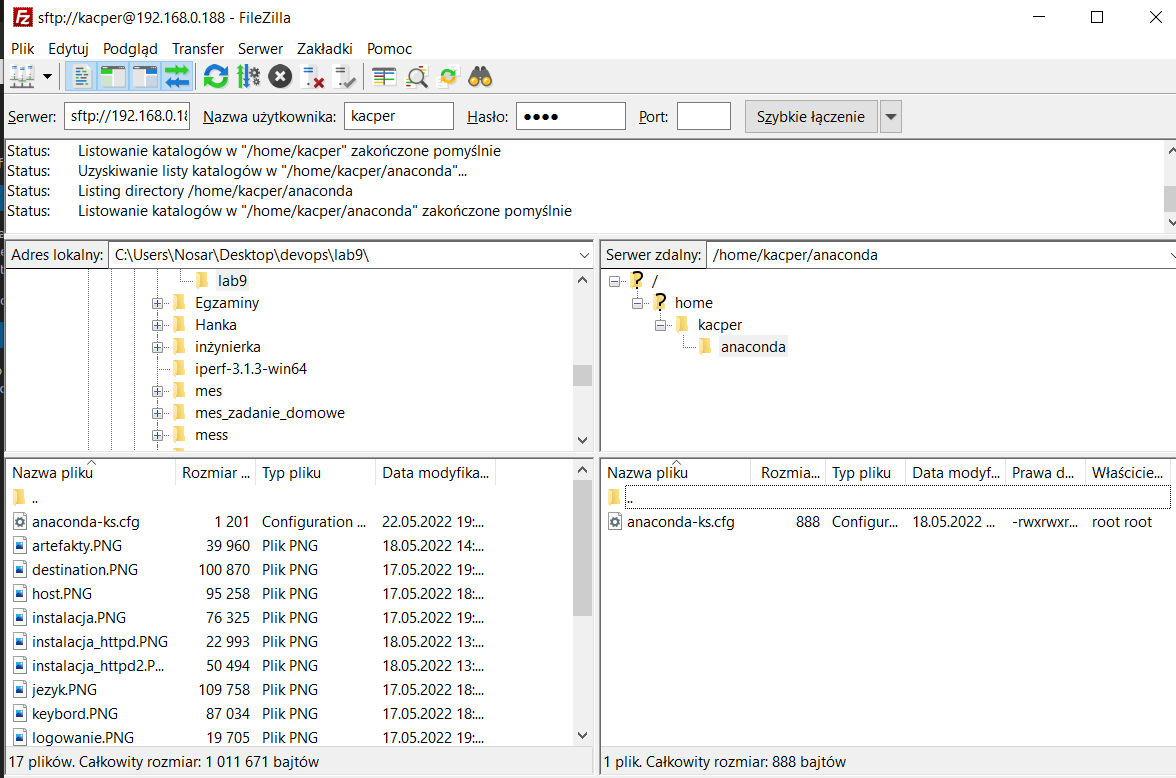 sftp://kacper@192.168.0.188 - FileZilla
Plik Edytuj Podgląd Transfer Serwer Zakładki Pomoc
Serwer: sftp://192.168.0.18 Nazwa użytkownika: kacper Hasło: ●●●● Port: Szybkie łączenie
Status: Listowanie katalogów w "/home/kacper" zakończone pomyślnie
Status: Uzyskiwanie listy katalogów w "/home/kacper/anaconda"...
Status: Listing directory /home/kacper/anaconda
Status: Listowanie katalogów w "/home/kacper/anaconda" zakończone pomyślnie
Adres lokalny: C:\Users\Nosar\Desktop\devops\lab9\
lab9
Egzaminy
Hanka
inżynierka
iperf-3.1.3-win64
mes
mes_zadanie_domowe
mess
Serwer zdalny: /home/kacper/anaconda
/
home
kacper
anaconda
Nazwa pliku Rozmiar ... Typ pliku Data modyfika...
..
anaconda-ks.cfg 1 201 Configuration ... 22.05.2022 19:...
artefakty.PNG 39 960 Plik PNG 18.05.2022 14:...
destination.PNG 100 870 Plik PNG 17.05.2022 19:...
host.PNG 95 258 Plik PNG 17.05.2022 18:...
instalacja.PNG 76 325 Plik PNG 17.05.2022 19:...
instalacja_httpd.PNG 22 993 Plik PNG 18.05.2022 13:...
instalacja_httpd2.P... 50 494 Plik PNG 18.05.2022 13:...
jezyk.PNG 109 758 Plik PNG 17.05.2022 18:...
keybord.PNG 87 034 Plik PNG 17.05.2022 18:...
logowanie.PNG 19 705 Plik PNG 17.05.2022 19:...
17 plików. Całkowity rozmiar: 1 011 671 bajtów
Nazwa pliku Rozmia... Typ pliku Data modyf... Prawa d... Właścicie...
..
anaconda-ks.cfg 888 Configur... 18.05.2022 ... -rwxrwxr... root root
1 plik. Całkowity rozmiar: 888 bajtów